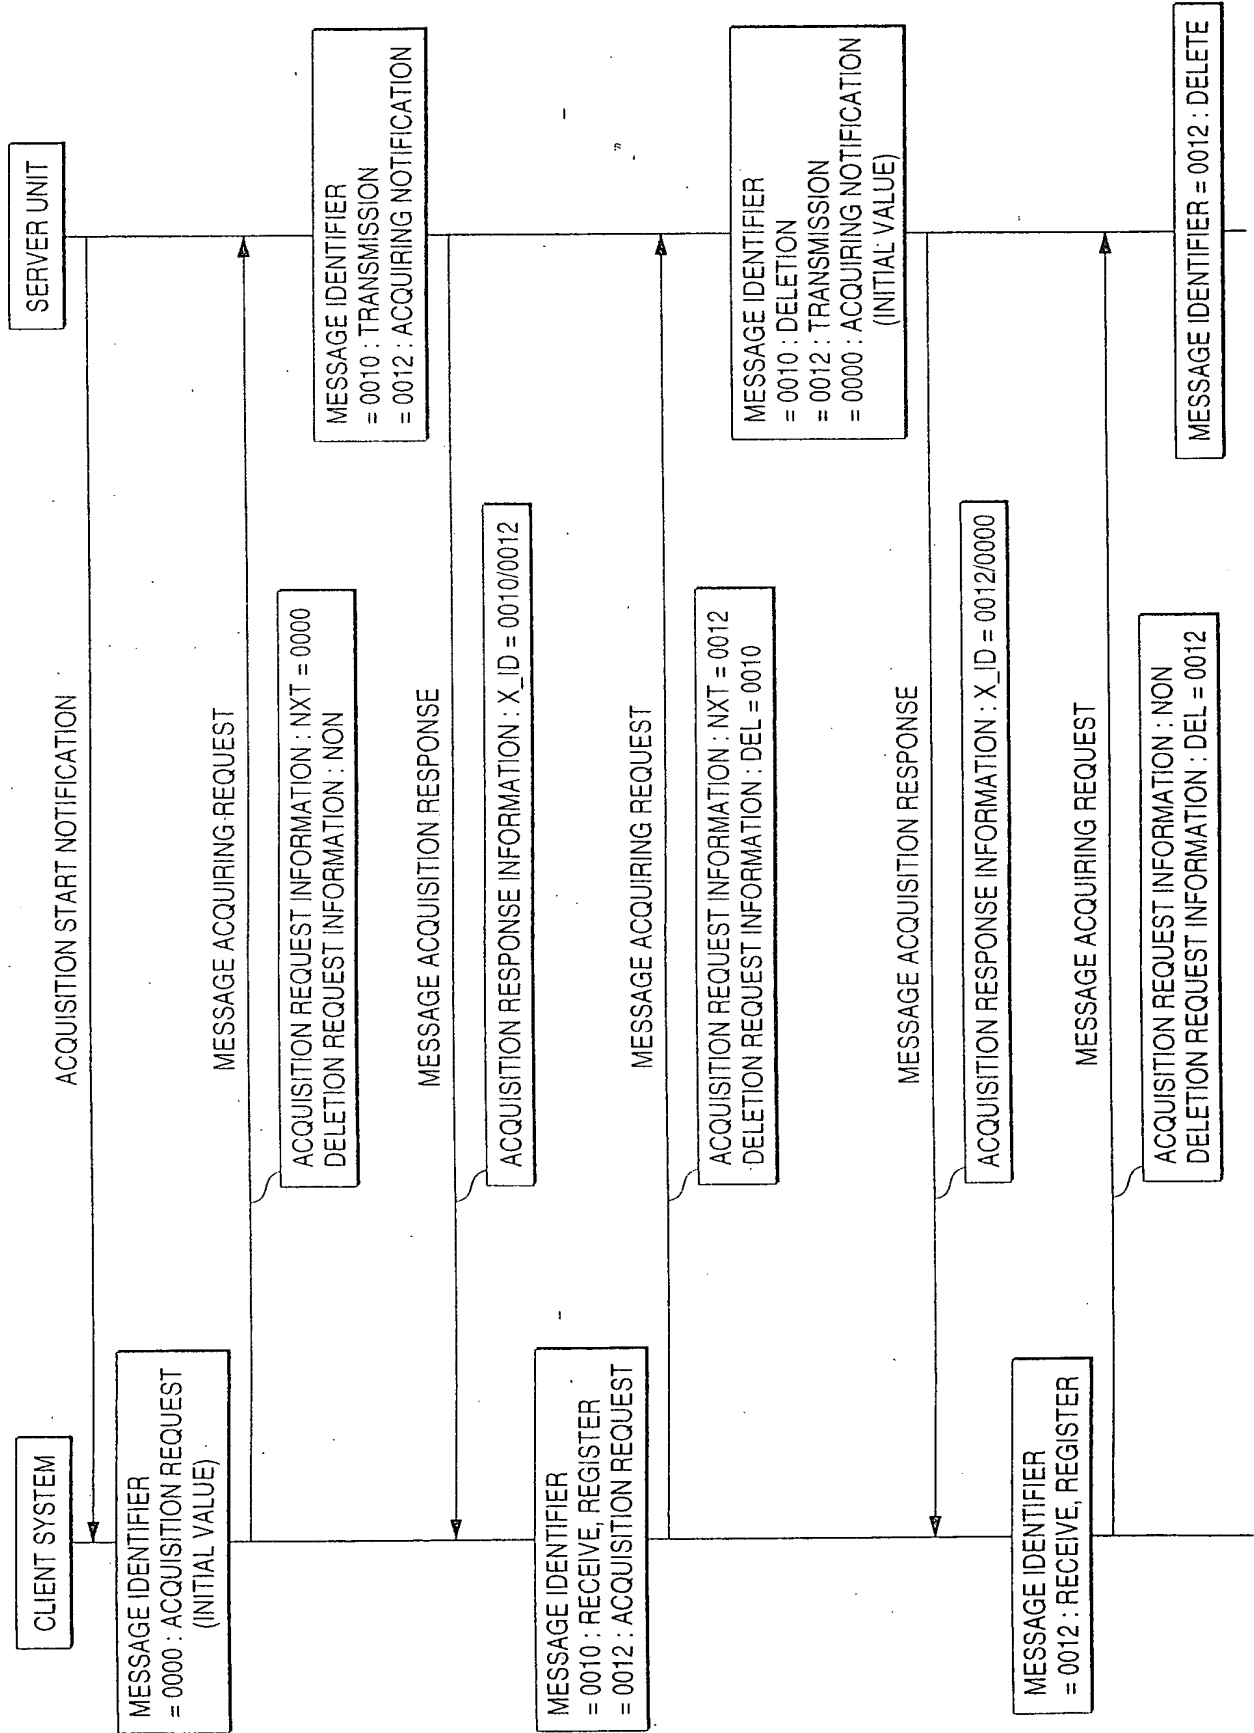 CLIENT SYSTEM
SERVER UNIT
ACQUISITION START NOTIFICATION
MESSAGE IDENTIFIER
= 0000 : ACQUISITION REQUEST
(INITIAL VALUE)
MESSAGE ACQUIRING REQUEST
ACQUISITION REQUEST INFORMATION : NXT = 0000
DELETION REQUEST INFORMATION : NON
MESSAGE IDENTIFIER
= 0010 : TRANSMISSION
= 0012 : ACQUIRING NOTIFICATION
MESSAGE ACQUISITION RESPONSE
ACQUISITION RESPONSE INFORMATION : X_ID = 0010/0012
MESSAGE IDENTIFIER
= 0010 : RECEIVE, REGISTER
= 0012 : ACQUISITION REQUEST
MESSAGE ACQUIRING REQUEST
ACQUISITION REQUEST INFORMATION : NXT = 0012
DELETION REQUEST INFORMATION : DEL = 0010
MESSAGE IDENTIFIER
= 0010 : DELETION
= 0012 : TRANSMISSION
= 0000 : ACQUIRING NOTIFICATION
(INITIAL VALUE)
MESSAGE ACQUISITION RESPONSE
ACQUISITION RESPONSE INFORMATION : X_ID = 0012/0000
MESSAGE IDENTIFIER
= 0012 : RECEIVE, REGISTER
MESSAGE ACQUIRING REQUEST
ACQUISITION REQUEST INFORMATION : NON
DELETION REQUEST INFORMATION : DEL = 0012
MESSAGE IDENTIFIER = 0012 : DELETE